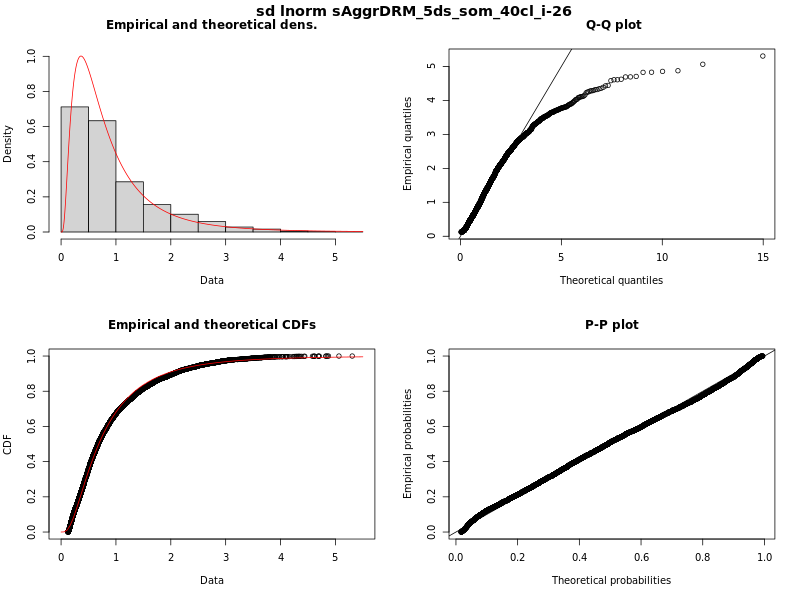 sd lnorm sAggrDRM_5ds_som_40cl_i-26
Empirical and theoretical dens.
Density
0.0 0.2 0.4 0.6 0.8 1.0
0 1 2 3 4 5
Data
Q-Q plot
Empirical quantiles
0 1 2 3 4 5
0 5 10 15
Theoretical quantiles
Empirical and theoretical CDFs
CDF
0.0 0.2 0.4 0.6 0.8 1.0
0 1 2 3 4 5
Data
P-P plot
Empirical probabilities
0.0 0.2 0.4 0.6 0.8 1.0
0.0 0.2 0.4 0.6 0.8 1.0
Theoretical probabilities